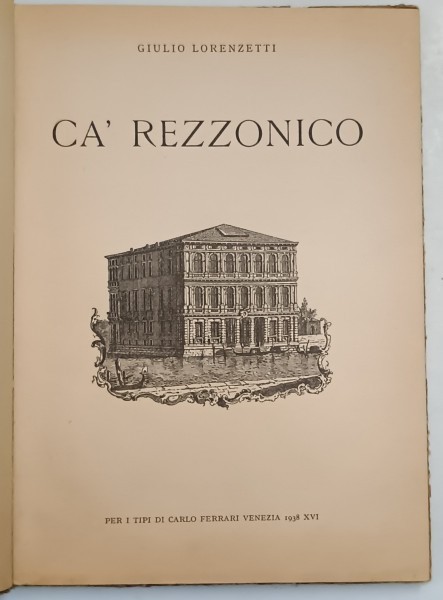 GIULIO LORENZETTI
CA' REZZONICO
PER I TIPI DI CARLO FERRARI VENEZIA 1938 XVI